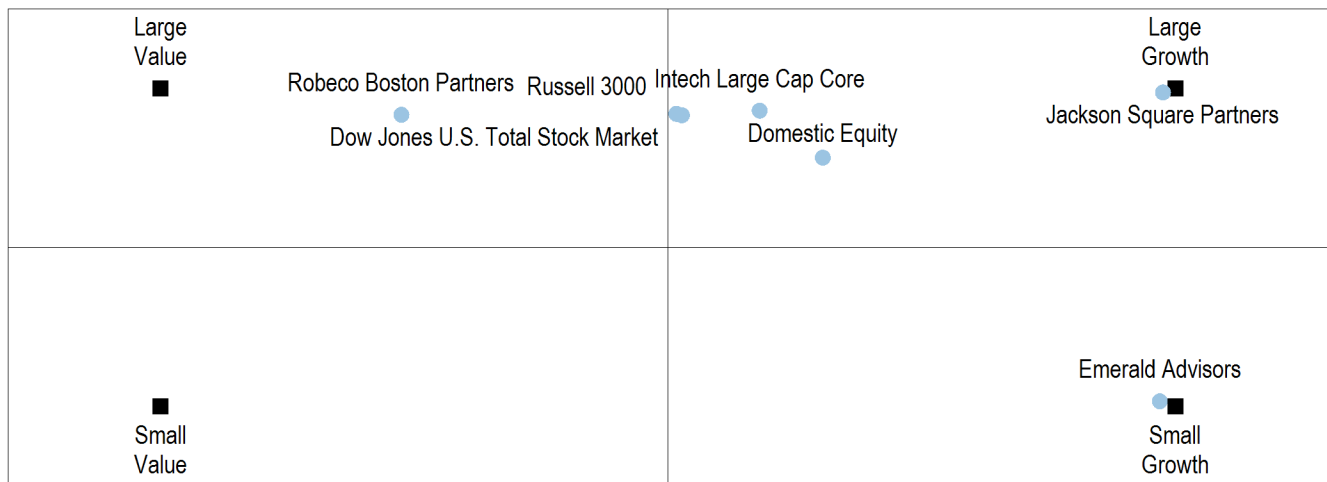 Large
Value
Large
Growth
Robeco Boston Partners
Russell 3000
Intech Large Cap Core
Jackson Square Partners
Dow Jones U.S. Total Stock Market
Domestic Equity
Emerald Advisors
Small
Value
Small
Growth